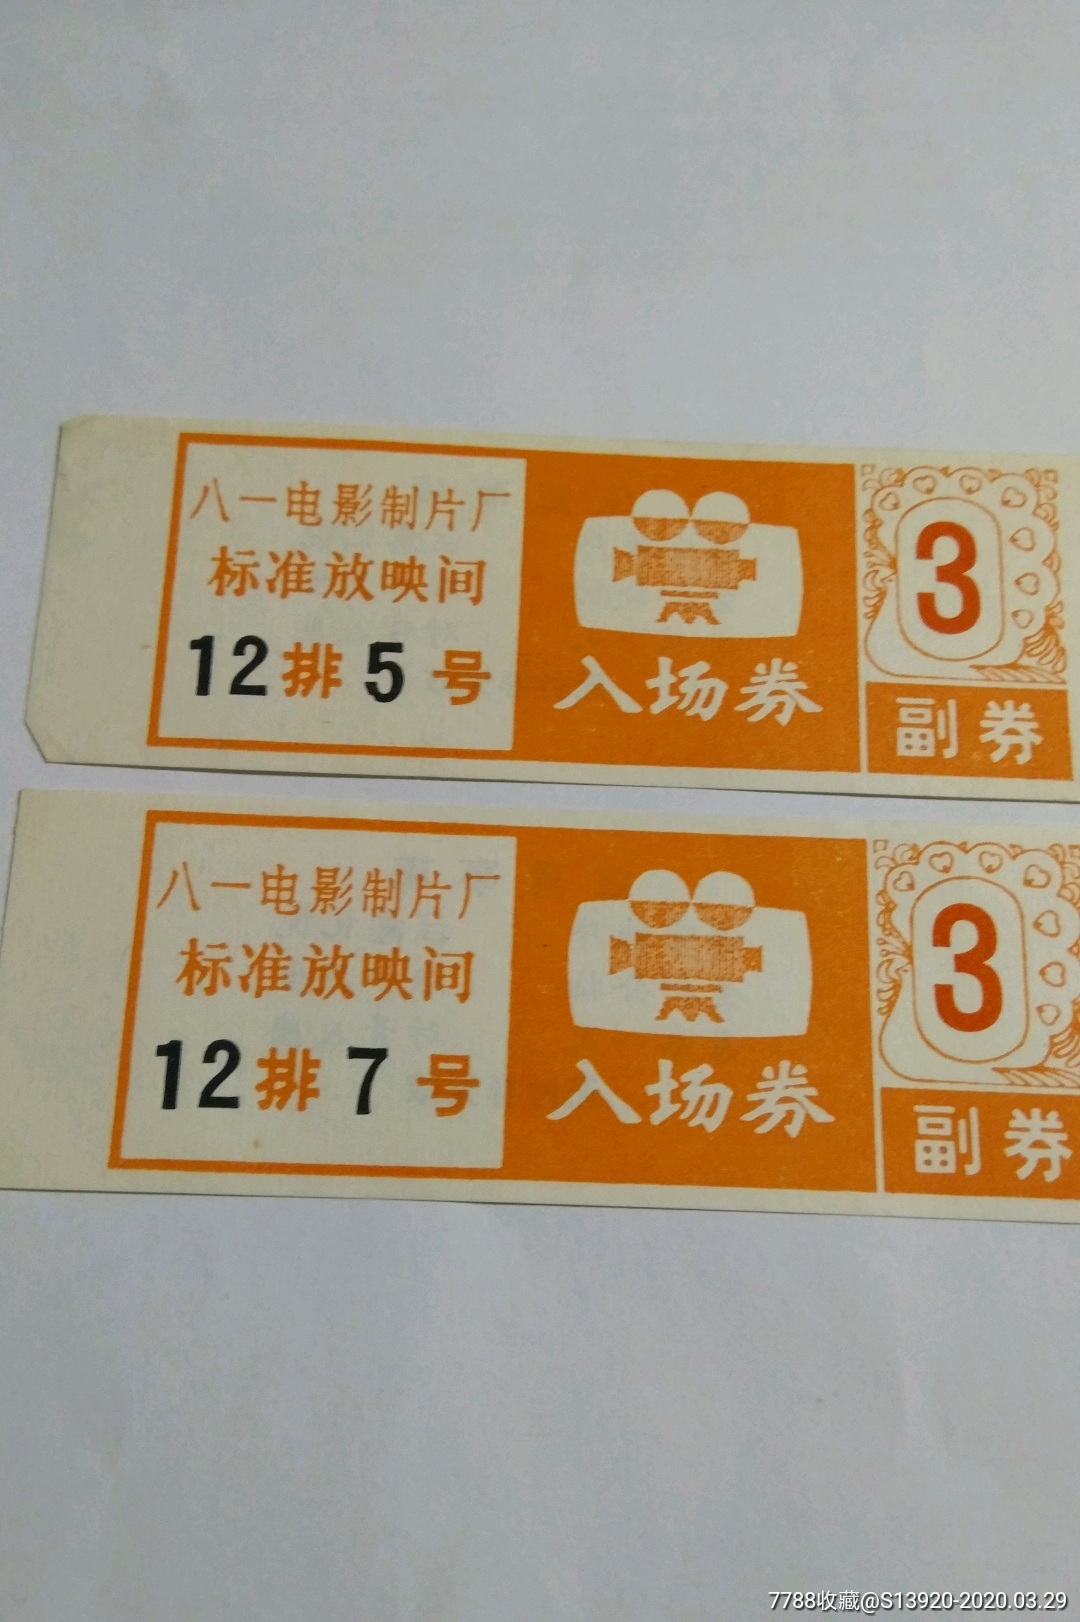 八一电影制片厂
标准放映间
12排5号
入场券
3
副券
八一电影制片厂
标准放映间
12排7号
入场券
3
副券
7788收藏@S13920-2020.03.29